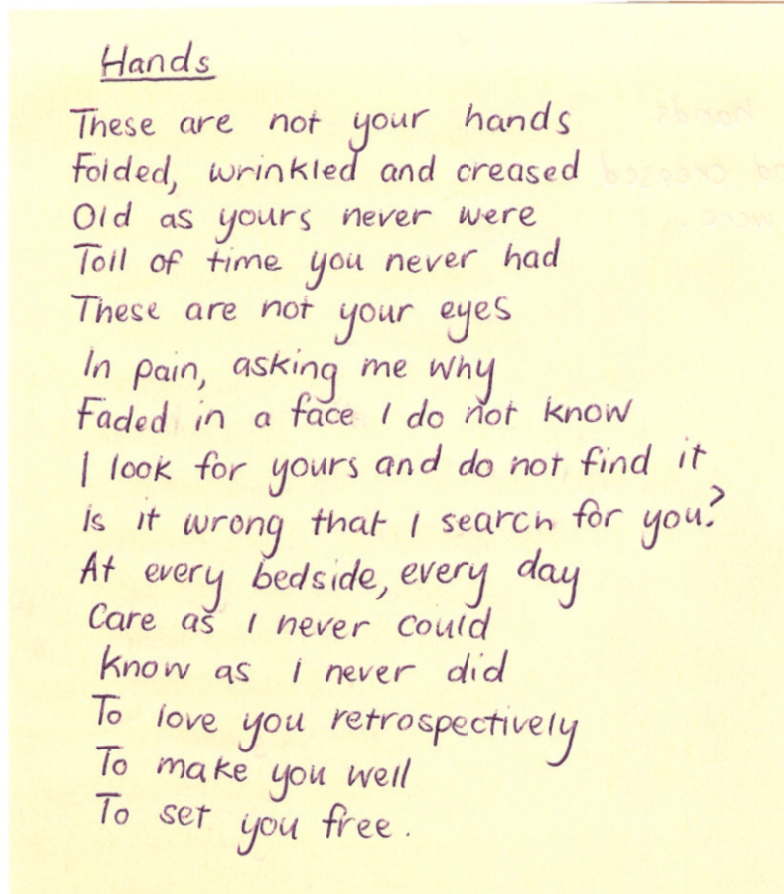 Hands
These are not your hands
Folded, wrinkled and creased
Old as yours never were
Toll of time you never had
These are not your eyes
In pain, asking me why
Faded in a face I do not know
I look for yours and do not find it
Is it wrong that I search for you?
At every bedside, every day
Care as I never could
Know as I never did
To love you retrospectively
To make you well
To set you free.